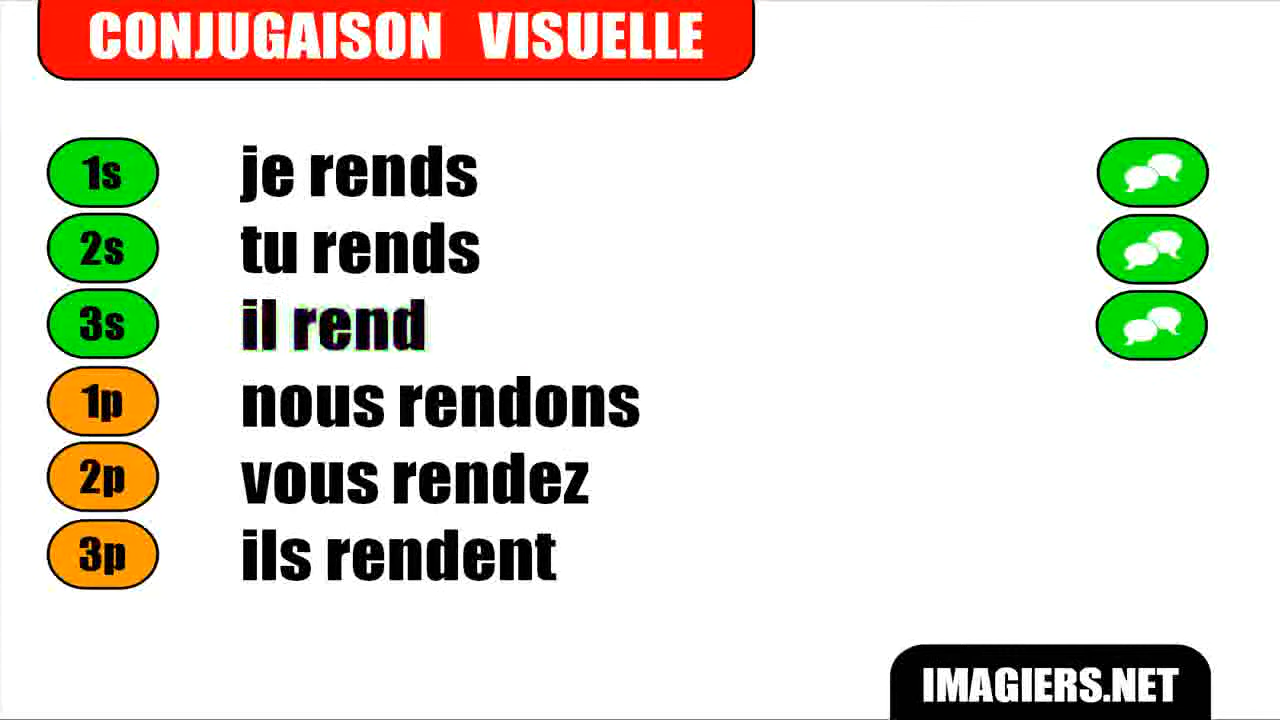 CONJUGAISON VISUELLE
1s je rends
2s tu rends
3s il rend
1p nous rendons
2p vous rendez
3p ils rendent
IMAGIERS.NET